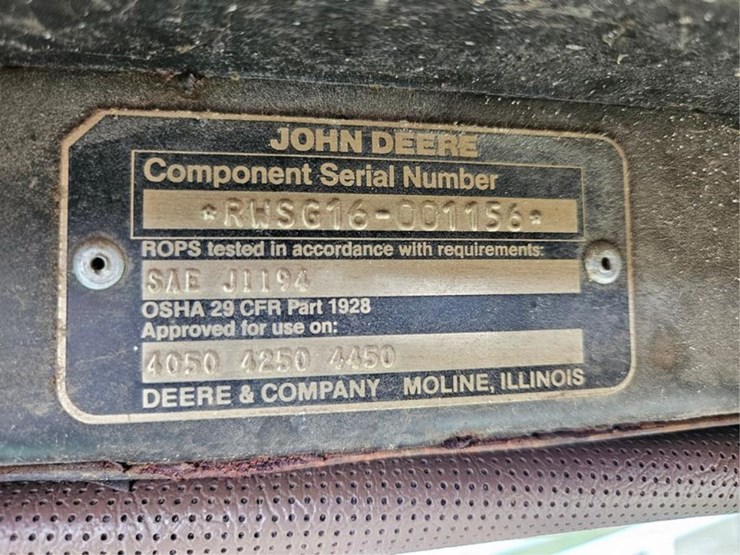 JOHN DEERE
Component Serial Number
*RWSG16-001156*
ROPS tested in accordance with requirements:
SAE J1194
OSHA 29 CFR Part 1928
Approved for use on:
4050 4250 4450
DEERE & COMPANY MOLINE, ILLINOIS